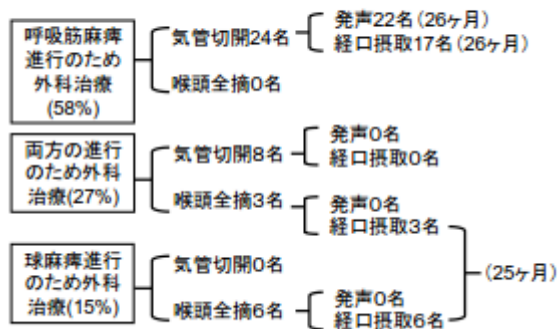 呼吸筋麻痺
進行のため
外科治療
(58%)
気管切開24名
発声22名(26ヶ月)
経口摂取17名(26ヶ月)
喉頭全摘0名
両方の進行
のため外科
治療(27%)
気管切開8名
発声0名
経口摂取0名
喉頭全摘3名
発声0名
経口摂取3名
球麻痺進行
のため外科
治療(15%)
気管切開0名
喉頭全摘6名
発声0名
経口摂取6名
(25ヶ月)